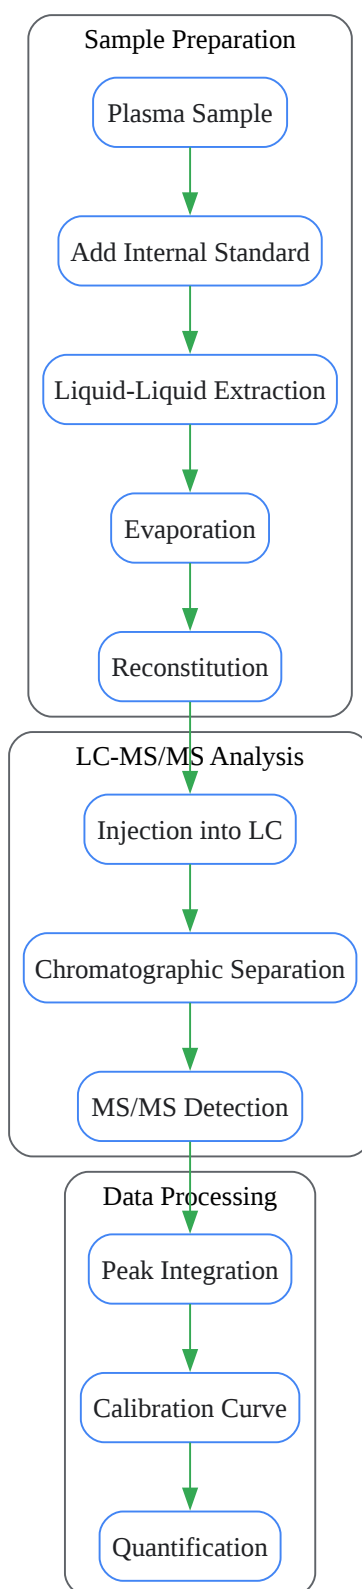 Sample Preparation
Plasma Sample
Add Internal Standard
Liquid-Liquid Extraction
Evaporation
Reconstitution
LC-MS/MS Analysis
Injection into LC
Chromatographic Separation
MS/MS Detection
Data Processing
Peak Integration
Calibration Curve
Quantification